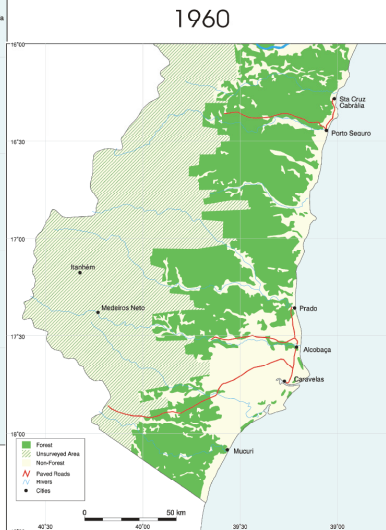 1960
16°00'
Sta Cruz
Cabrália
Porto Seguro
16°30'
17°00'
Itanhém
Medeiros Neto
Prado
17°30'
Alcobaça
Caravelas
18°00'
Mucuri
Forest
Unsurveyed Area
Non-Forest
Paved Roads
Rivers
Cities
0 50 km
40°30' 40°00' 39°30' 39°00'